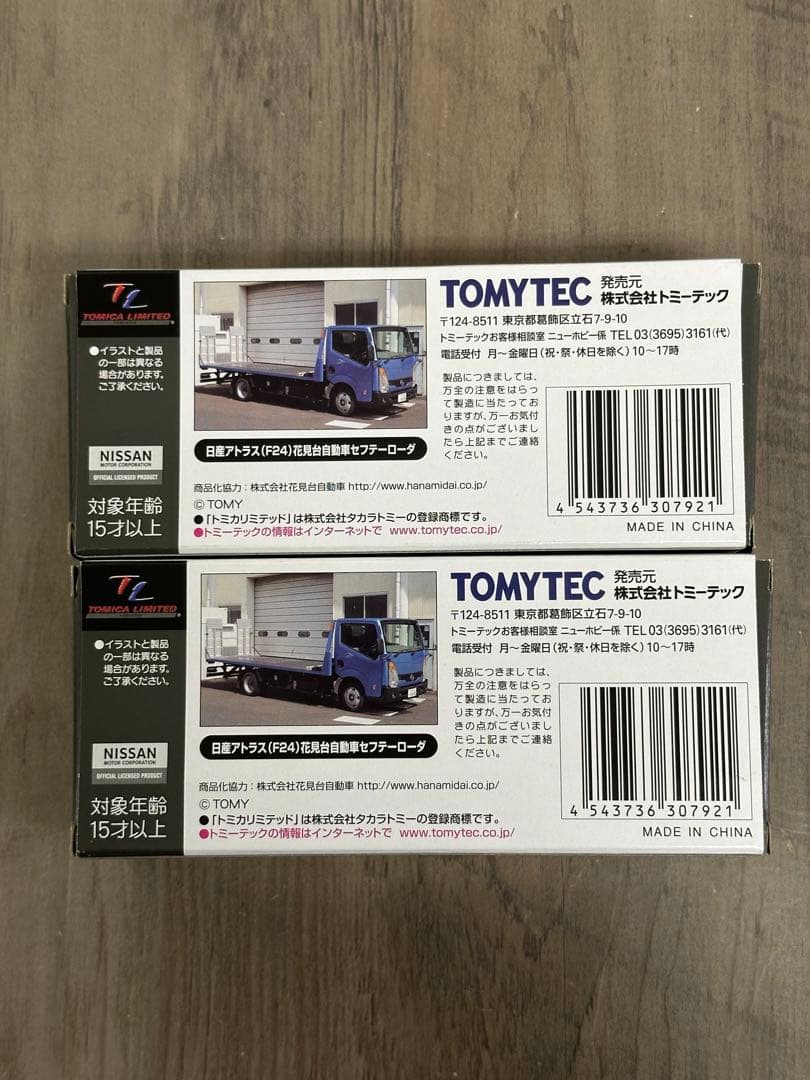 TL
TOMICA LIMITED
●イラストと製品
の一部は異なる
場合があります。
ご了承ください。
NISSAN
MOTOR CORPORATION
OFFICIAL LICENSED PRODUCT
対象年齢
15才以上
日産アトラス(F24)花見台自動車セフテーローダ
商品化協力：株式会社花見台自動車 http://www.hanamidai.co.jp/
© TOMY
●「トミカリミテッド」は株式会社タカラトミーの登録商標です。
●トミーテックの情報はインターネットで www.tomytec.co.jp/
TOMYTEC 発売元
株式会社トミーテック
〒124-8511 東京都葛飾区立石7-9-10
トミーテックお客様相談室 ニューホビー係 TEL 03(3695)3161(代)
電話受付 月～金曜日(祝・祭・休日を除く)10～17時
製品につきましては、
万全の注意をはらっ
て製造に当たってお
りますが、万一お気付
きの点がございまし
たら上記までご連絡
ください。
4 543736 307921
MADE IN CHINA
TL
TOMICA LIMITED
●イラストと製品
の一部は異なる
場合があります。
ご了承ください。
NISSAN
MOTOR CORPORATION
OFFICIAL LICENSED PRODUCT
対象年齢
15才以上
日産アトラス(F24)花見台自動車セフテーローダ
商品化協力：株式会社花見台自動車 http://www.hanamidai.co.jp/
© TOMY
●「トミカリミテッド」は株式会社タカラトミーの登録商標です。
●トミーテックの情報はインターネットで www.tomytec.co.jp/
TOMYTEC 発売元
株式会社トミーテック
〒124-8511 東京都葛飾区立石7-9-10
トミーテックお客様相談室 ニューホビー係 TEL 03(3695)3161(代)
電話受付 月～金曜日(祝・祭・休日を除く)10～17時
製品につきましては、
万全の注意をはらっ
て製造に当たってお
りますが、万一お気付
きの点がございまし
たら上記までご連絡
ください。
4 543736 307921
MADE IN CHINA